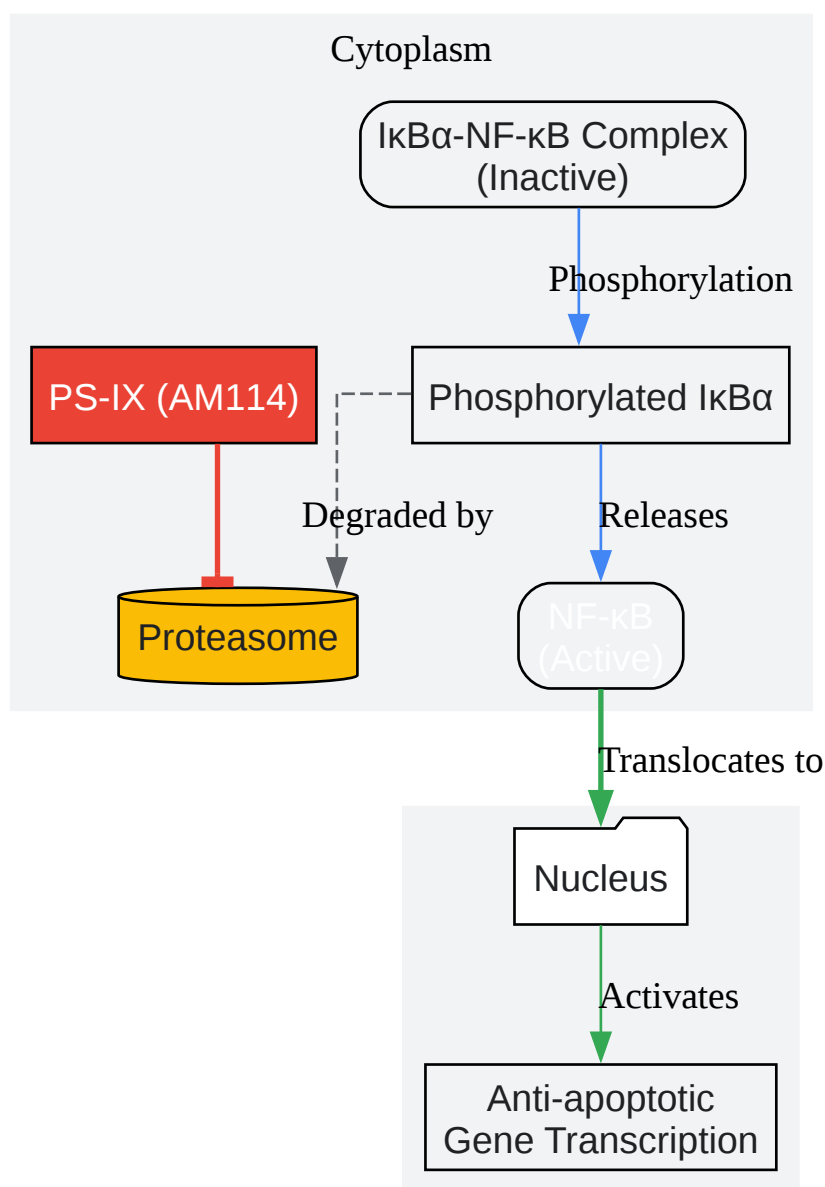 Cytoplasm
IκBα-NF-κB Complex
(Inactive)
Phosphorylation
PS-IX (AM114)
Phosphorylated IκBα
Degraded by
Releases
Proteasome
NF-κB
(Active)
Translocates to
Nucleus
Activates
Anti-apoptotic
Gene Transcription